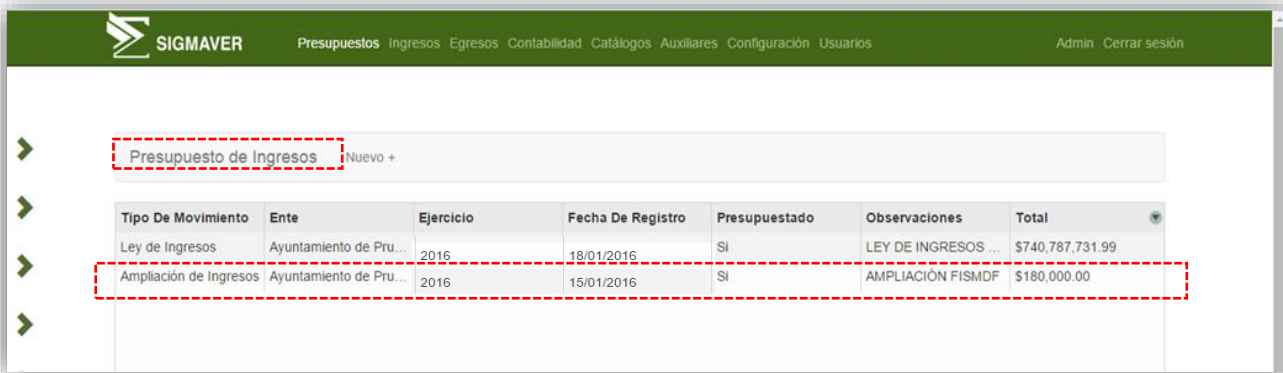 SIGMAVER Presupuestos Ingresos Egresos Contabilidad Catálogos Auxiliares Configuración Usuarios Admin Cerrar sesión
Presupuesto de Ingresos Nuevo +
Tipo De Movimiento Ente Ejercicio Fecha De Registro Presupuestado Observaciones Total
Ley de Ingresos Ayuntamiento de Pru... 2016 18/01/2016 Si LEY DE INGRESOS ... $740,787,731.99
Ampliación de Ingresos Ayuntamiento de Pru... 2016 15/01/2016 Si AMPLIACIÒN FISMDF $180,000.00